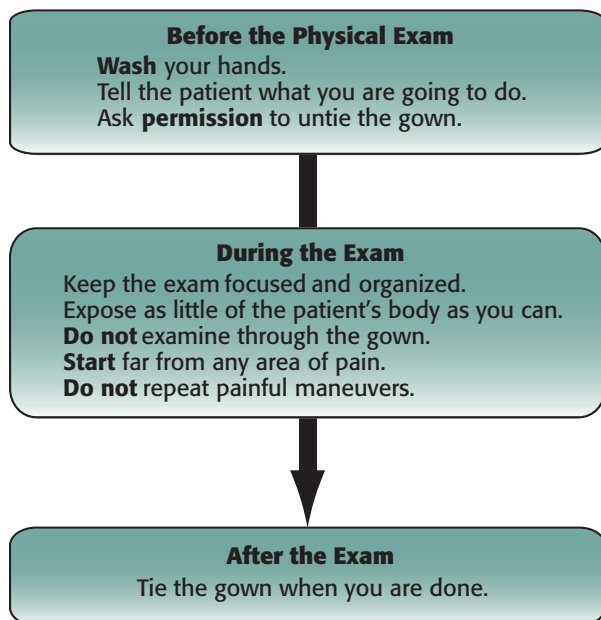 Before the Physical Exam
Wash your hands.
Tell the patient what you are going to do.
Ask permission to untie the gown.
During the Exam
Keep the exam focused and organized.
Expose as little of the patient's body as you can.
Do not examine through the gown.
Start far from any area of pain.
Do not repeat painful maneuvers.
After the Exam
Tie the gown when you are done.